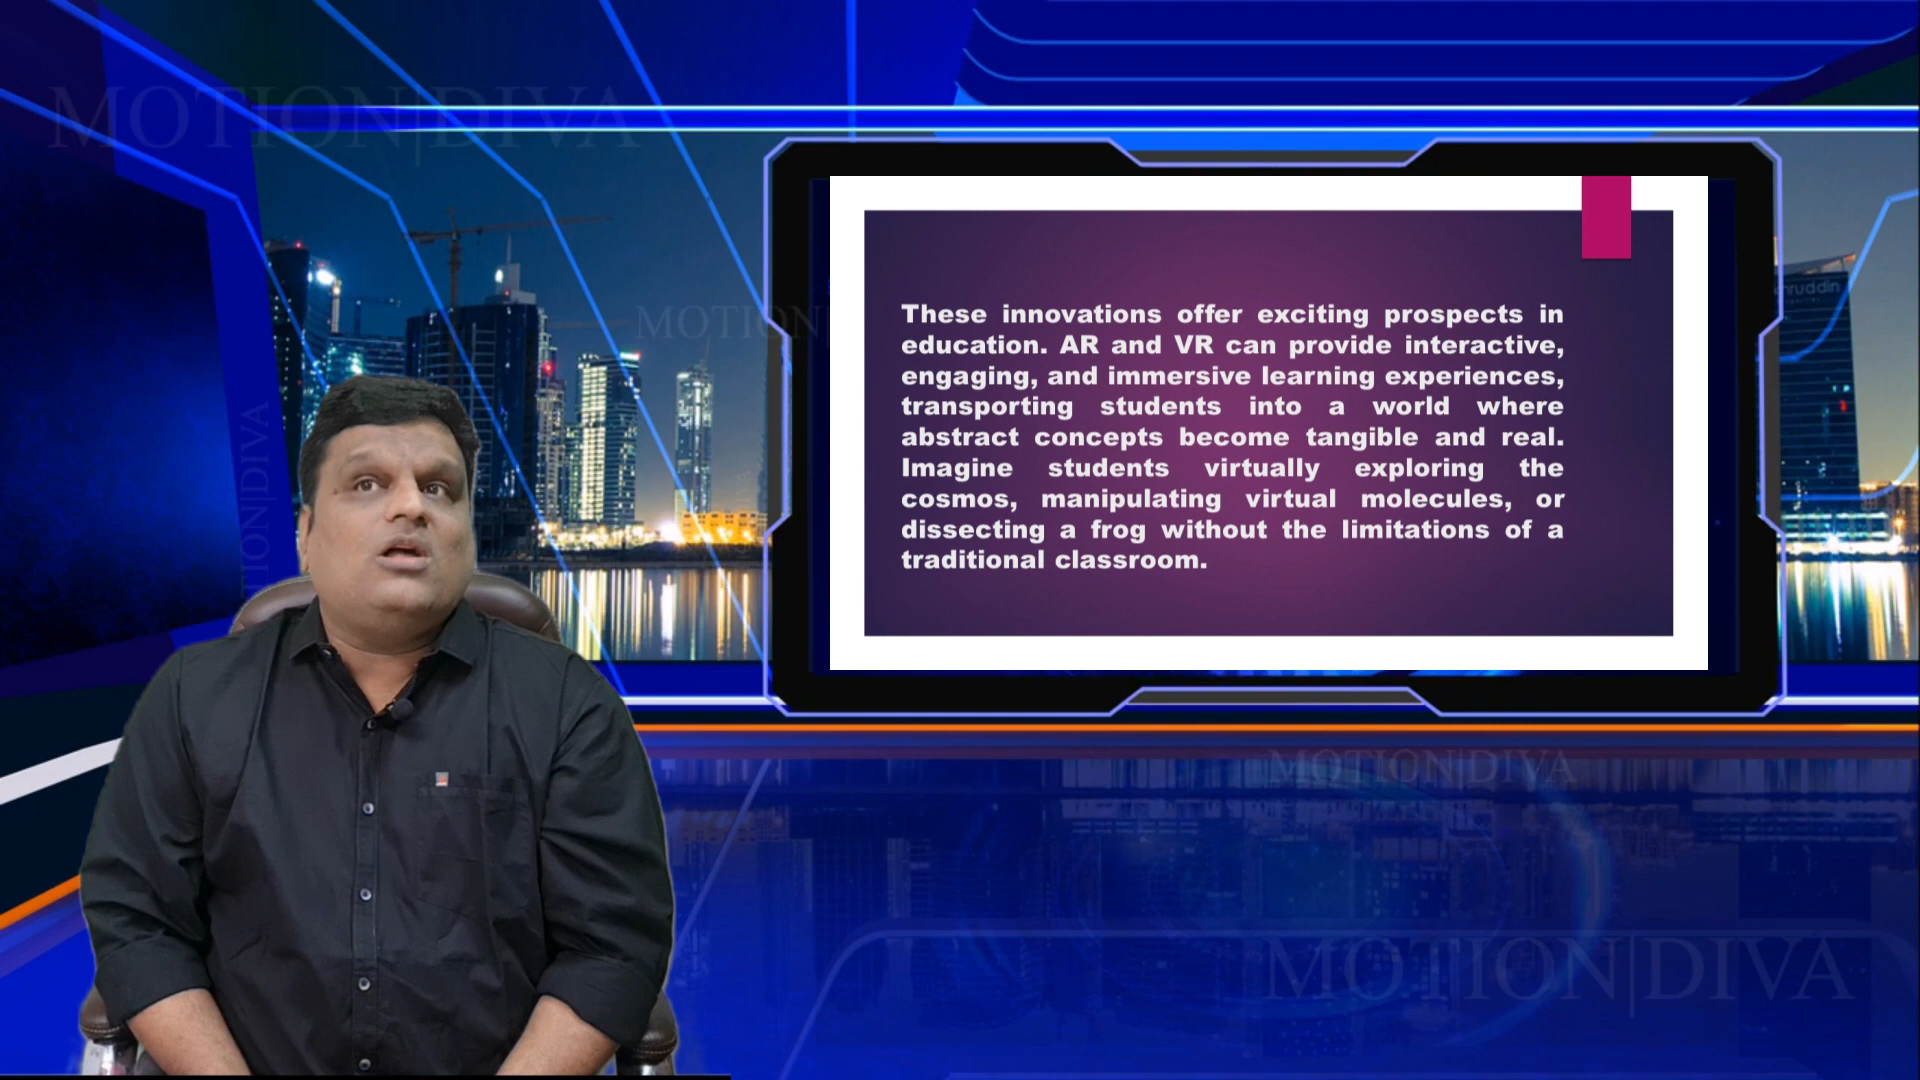 MOTION|DIVA
These innovations offer exciting prospects in
education. AR and VR can provide interactive,
engaging, and immersive learning experiences,
transporting students into a world where
abstract concepts become tangible and real.
Imagine students virtually exploring the
cosmos, manipulating virtual molecules, or
dissecting a frog without the limitations of a
traditional classroom.
MOTION
MOTION|DIVA
MOTION|DIVA